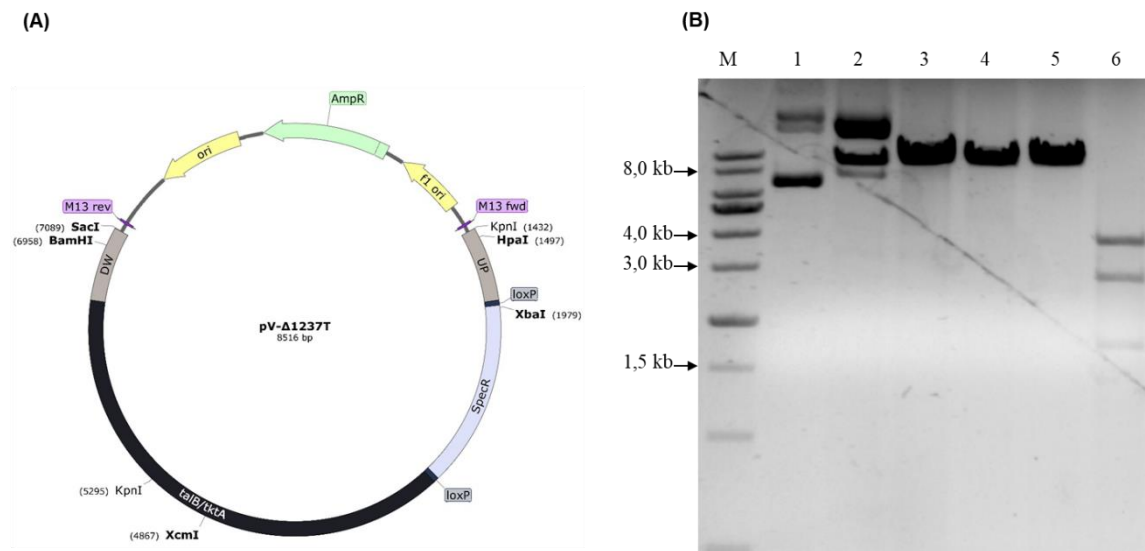 (A)
(B)
M 1 2 3 4 5 6
AmpR
ori
f1 ori
M13 rev
M13 fwd
(7089) SacI
KpnI (1432)
(6958) BamHI
HpaI (1497)
DW
UP
loxP
XbaI (1979)
pV-Δ1237T
8516 bp
SpecR
loxP
(5295) KpnI
talB/tktA
(4867) XcmI
8,0 kb
4,0 kb
3,0 kb
1,5 kb